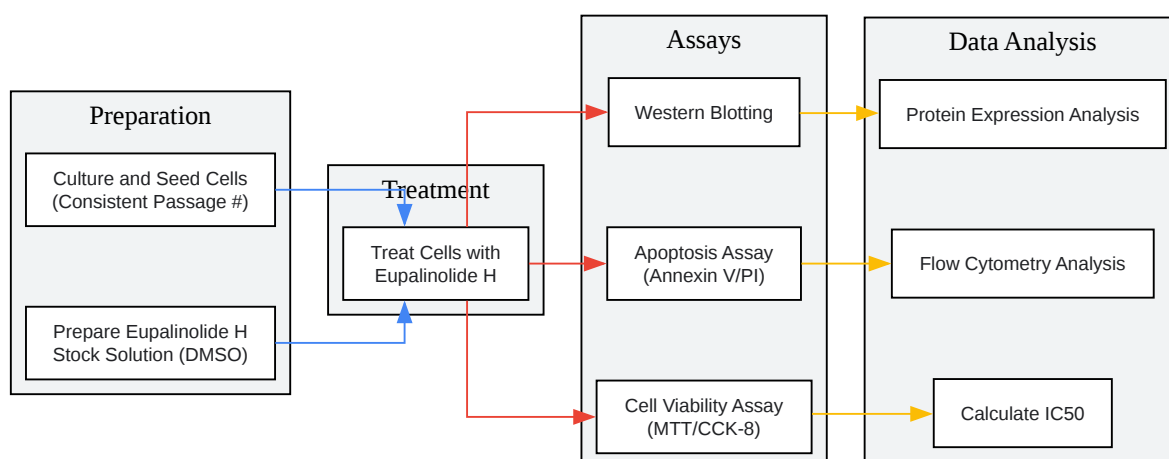 Preparation
Culture and Seed Cells
(Consistent Passage #)
Prepare Eupalinolide H
Stock Solution (DMSO)
Treatment
Treat Cells with
Eupalinolide H
Assays
Western Blotting
Apoptosis Assay
(Annexin V/PI)
Cell Viability Assay
(MTT/CCK-8)
Data Analysis
Protein Expression Analysis
Flow Cytometry Analysis
Calculate IC50